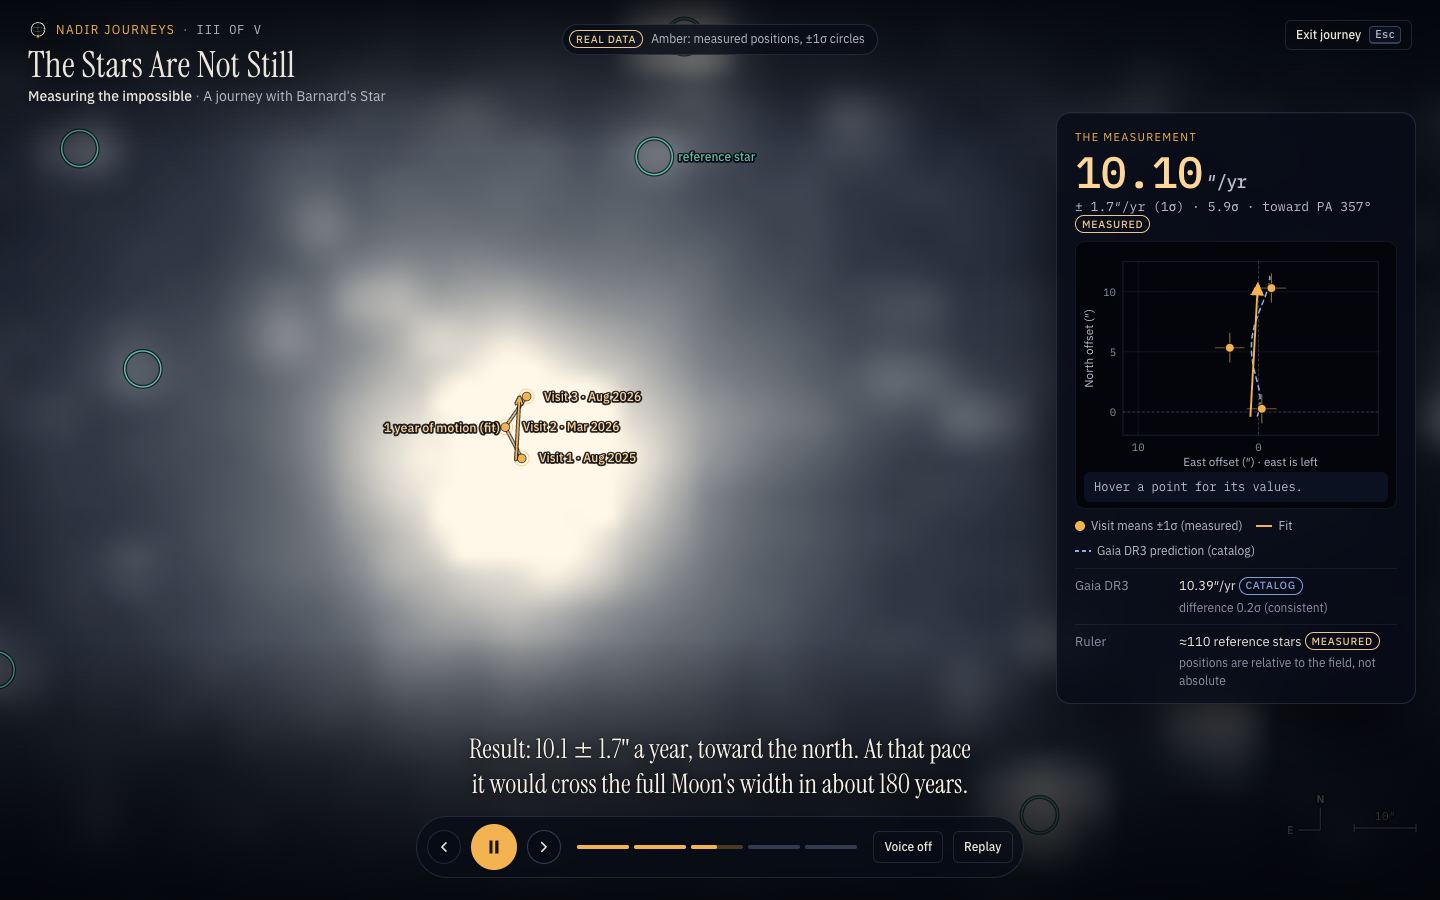 NADIR JOURNEYS · III OF V
The Stars Are Not Still
Measuring the impossible · A journey with Barnard's Star
REAL DATA Amber: measured positions, ±1σ circles
Exit journey Esc
reference star
Visit 3 · Aug 2026
1 year of motion (fit)
Visit 2 · Mar 2026
Visit 1 · Aug 2025
THE MEASUREMENT
10.10 ″/yr
± 1.7″/yr (1σ) · 5.9σ · toward PA 357°
MEASURED
North offset (″)
10
5
0
10 0
East offset (″) · east is left
Hover a point for its values.
Visit means ±1σ (measured) Fit
Gaia DR3 prediction (catalog)
Gaia DR3 10.39″/yr CATALOG
difference 0.2σ (consistent)
Ruler ≈110 reference stars MEASURED
positions are relative to the field, not
absolute
Result: 10.1 ± 1.7″ a year, toward the north. At that pace
it would cross the full Moon's width in about 180 years.
Voice off Replay
N
E
10″